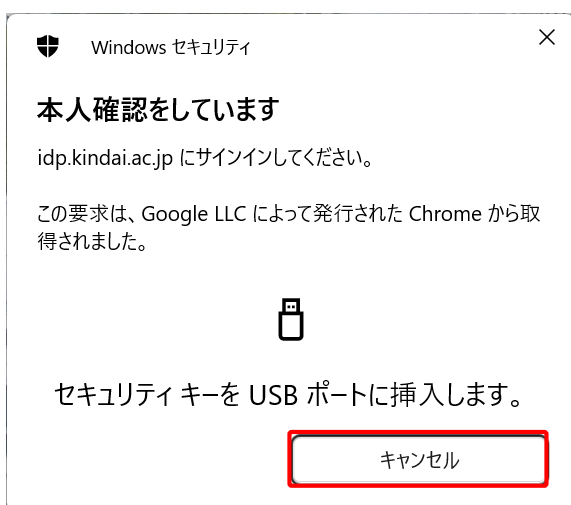 Windows セキュリティ
本人確認をしています
idp.kindai.ac.jp にサインインしてください。
この要求は、Google LLC によって発行された Chrome から取
得されました。
セキュリティ キーを USB ポートに挿入します。
キャンセル